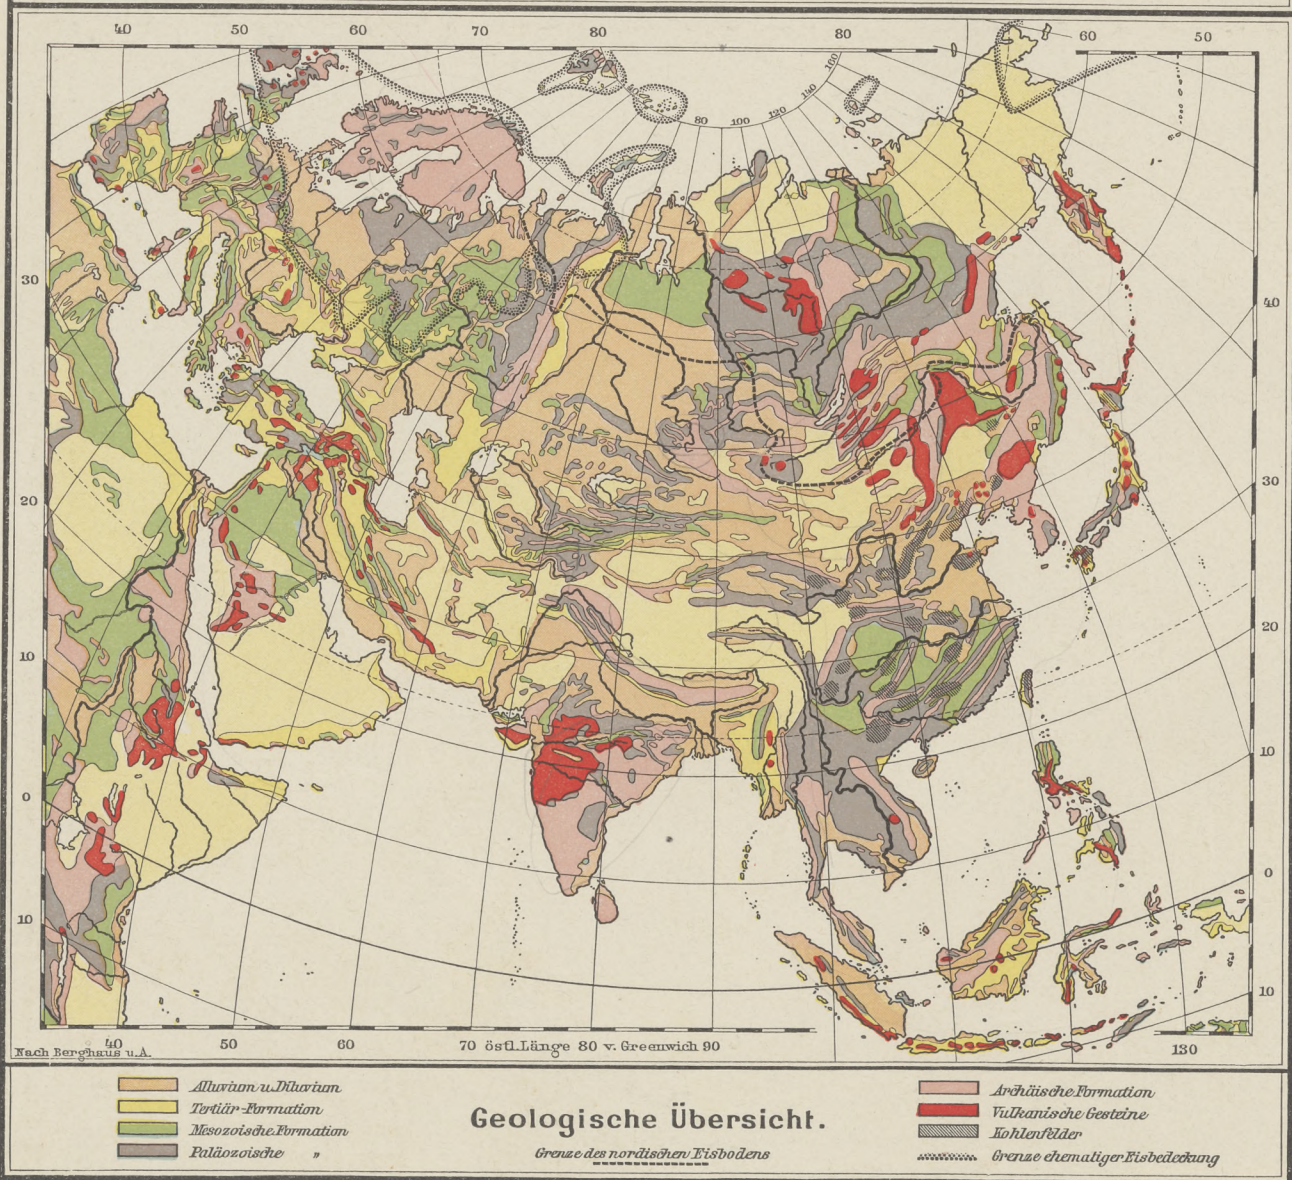 40 50 60 70 80 80 60 50
160
140
120
80 100
30 40
20 30
10 20
0 10
10 0
10
Nach Berghaus u.A. 40 50 60 70 östl. Länge 80 v. Greenwich 90 130
Alluvium u. Diluvium
Tertiär-Formation
Mesozoische Formation
Paläozoische "
Geologische Übersicht.
Grenze des nordischen Eisbodens
Archäische Formation
Vulkanische Gesteine
Kohlenfelder
Grenze ehematiger Eisbedeckung